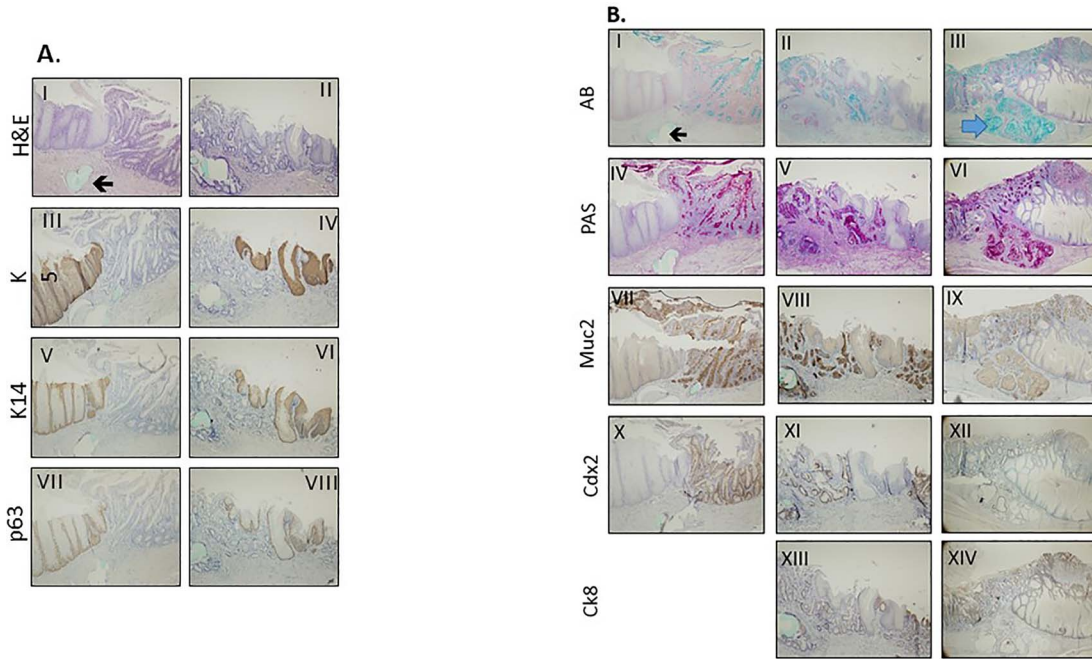 A.
H&E
I
II
K
5
III
IV
K14
V
VI
p63
VII
VIII
B.
AB
I
II
III
PAS
IV
V
VI
Muc2
VII
VIII
IX
Cdx2
X
XI
XII
Ck8
XIII
XIV